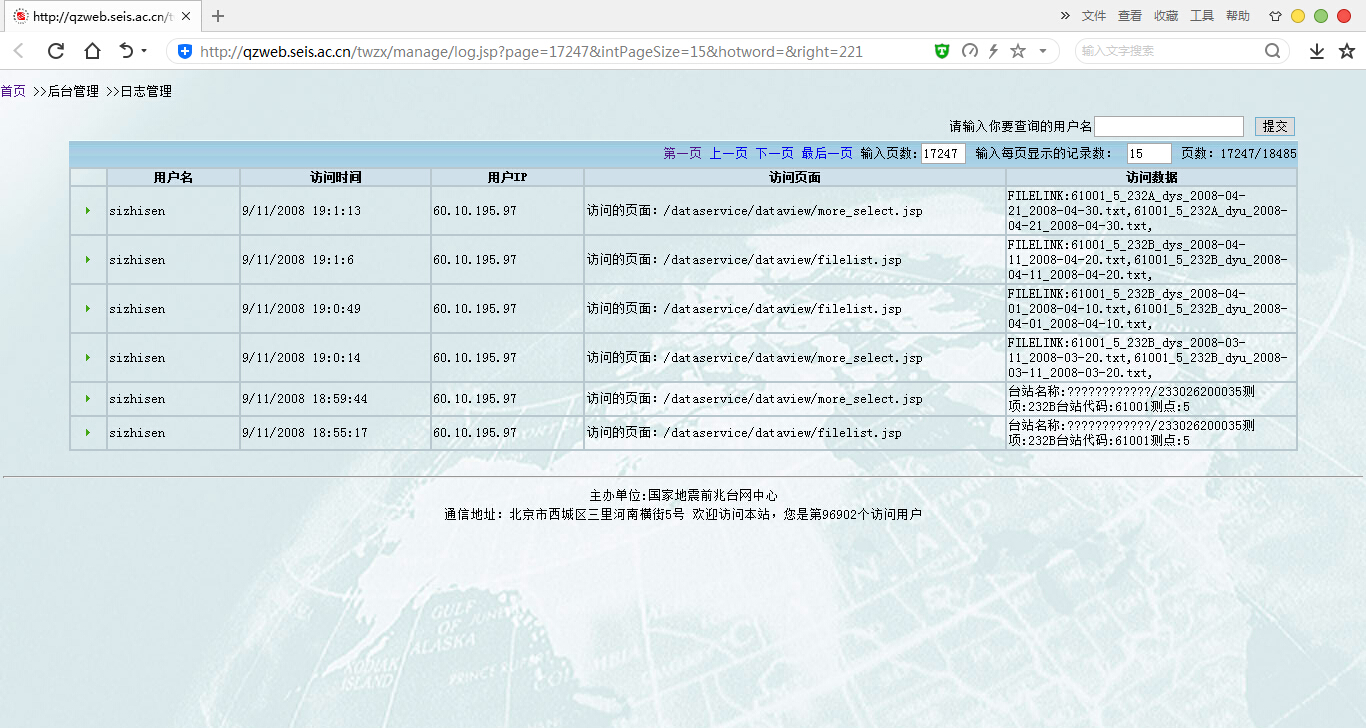 http://qzweb.seis.ac.cn/t
文件 查看 收藏 工具 帮助
http://qzweb.seis.ac.cn/twzx/manage/log.jsp?page=17247&intPageSize=15&hotword=&right=221
输入文字搜索
首页 >>后台管理 >>日志管理
请输入你要查询的用户名 提交
第一页 上一页 下一页 最后一页 输入页数:17247 输入每页显示的记录数: 15 页数: 17247/18485
用户名 访问时间 用户IP 访问页面 访问数据
sizhisen 9/11/2008 19:1:13 60.10.195.97 访问的页面: /dataservice/dataview/more_select.jsp
FILELINK:61001_5_232A_dys_2008-04-
21_2008-04-30.txt,61001_5_232A_dyu_2008-
04-21_2008-04-30.txt,
sizhisen 9/11/2008 19:1:6 60.10.195.97 访问的页面: /dataservice/dataview/filelist.jsp
FILELINK:61001_5_232B_dys_2008-04-
11_2008-04-20.txt,61001_5_232B_dyu_2008-
04-11_2008-04-20.txt,
sizhisen 9/11/2008 19:0:49 60.10.195.97 访问的页面: /dataservice/dataview/filelist.jsp
FILELINK:61001_5_232B_dys_2008-04-
01_2008-04-10.txt,61001_5_232B_dyu_2008-
04-01_2008-04-10.txt,
sizhisen 9/11/2008 19:0:14 60.10.195.97 访问的页面: /dataservice/dataview/more_select.jsp
FILELINK:61001_5_232B_dys_2008-03-
11_2008-03-20.txt,61001_5_232B_dyu_2008-
03-11_2008-03-20.txt,
sizhisen 9/11/2008 18:59:44 60.10.195.97 访问的页面: /dataservice/dataview/more_select.jsp
台站名称:????????????/233026200035测
项:232B台站代码:61001测点:5
sizhisen 9/11/2008 18:55:17 60.10.195.97 访问的页面: /dataservice/dataview/filelist.jsp
台站名称:????????????/233026200035测
项:232B台站代码:61001测点:5
主办单位:国家地震前兆台网中心
通信地址: 北京市西城区三里河南横街5号 欢迎访问本站, 您是第96902个访问用户
GULF
OF
ALASKA
KODIAK
ISLAND